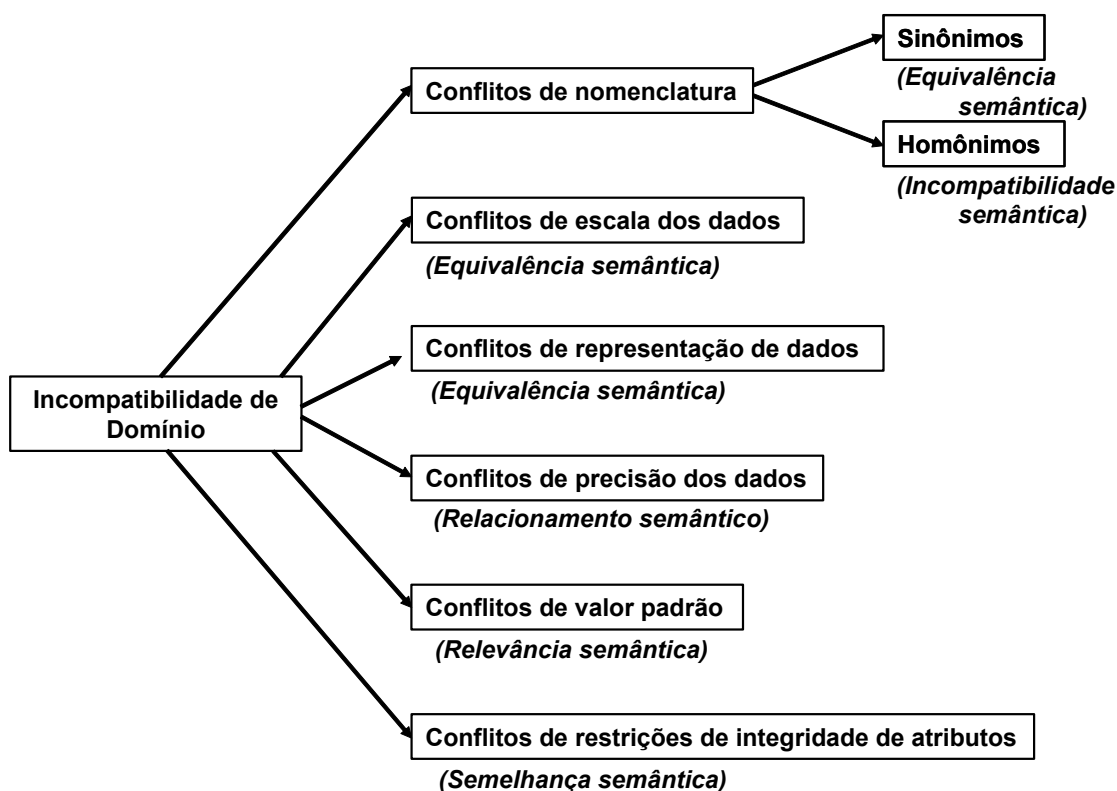 Sinônimos
(Equivalência
semântica)
Conflitos de nomenclatura
Homônimos
(Incompatibilidade
semântica)
Conflitos de escala dos dados
(Equivalência semântica)
Conflitos de representação de dados
(Equivalência semântica)
Incompatibilidade de
Domínio
Conflitos de precisão dos dados
(Relacionamento semântico)
Conflitos de valor padrão
(Relevância semântica)
Conflitos de restrições de integridade de atributos
(Semelhança semântica)